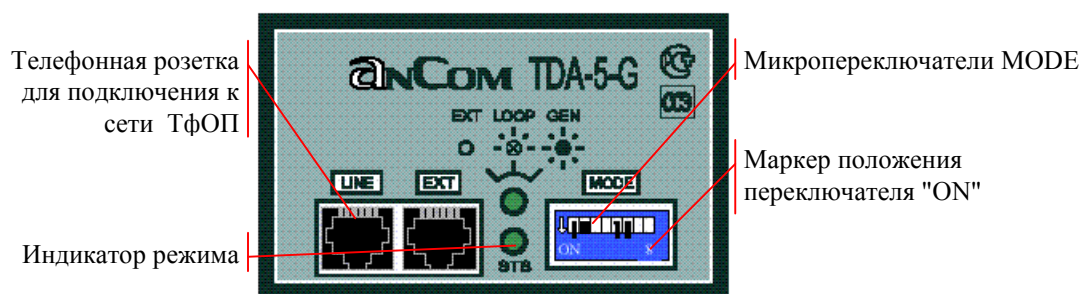 Телефонная розетка
для подключения к
сети ТфОП
Индикатор режима
anCom TDA-5-G
EXT LOOP GEN
LINE EXT MODE
ON 8
STB
Микропереключатели MODE
Маркер положения
переключателя "ON"